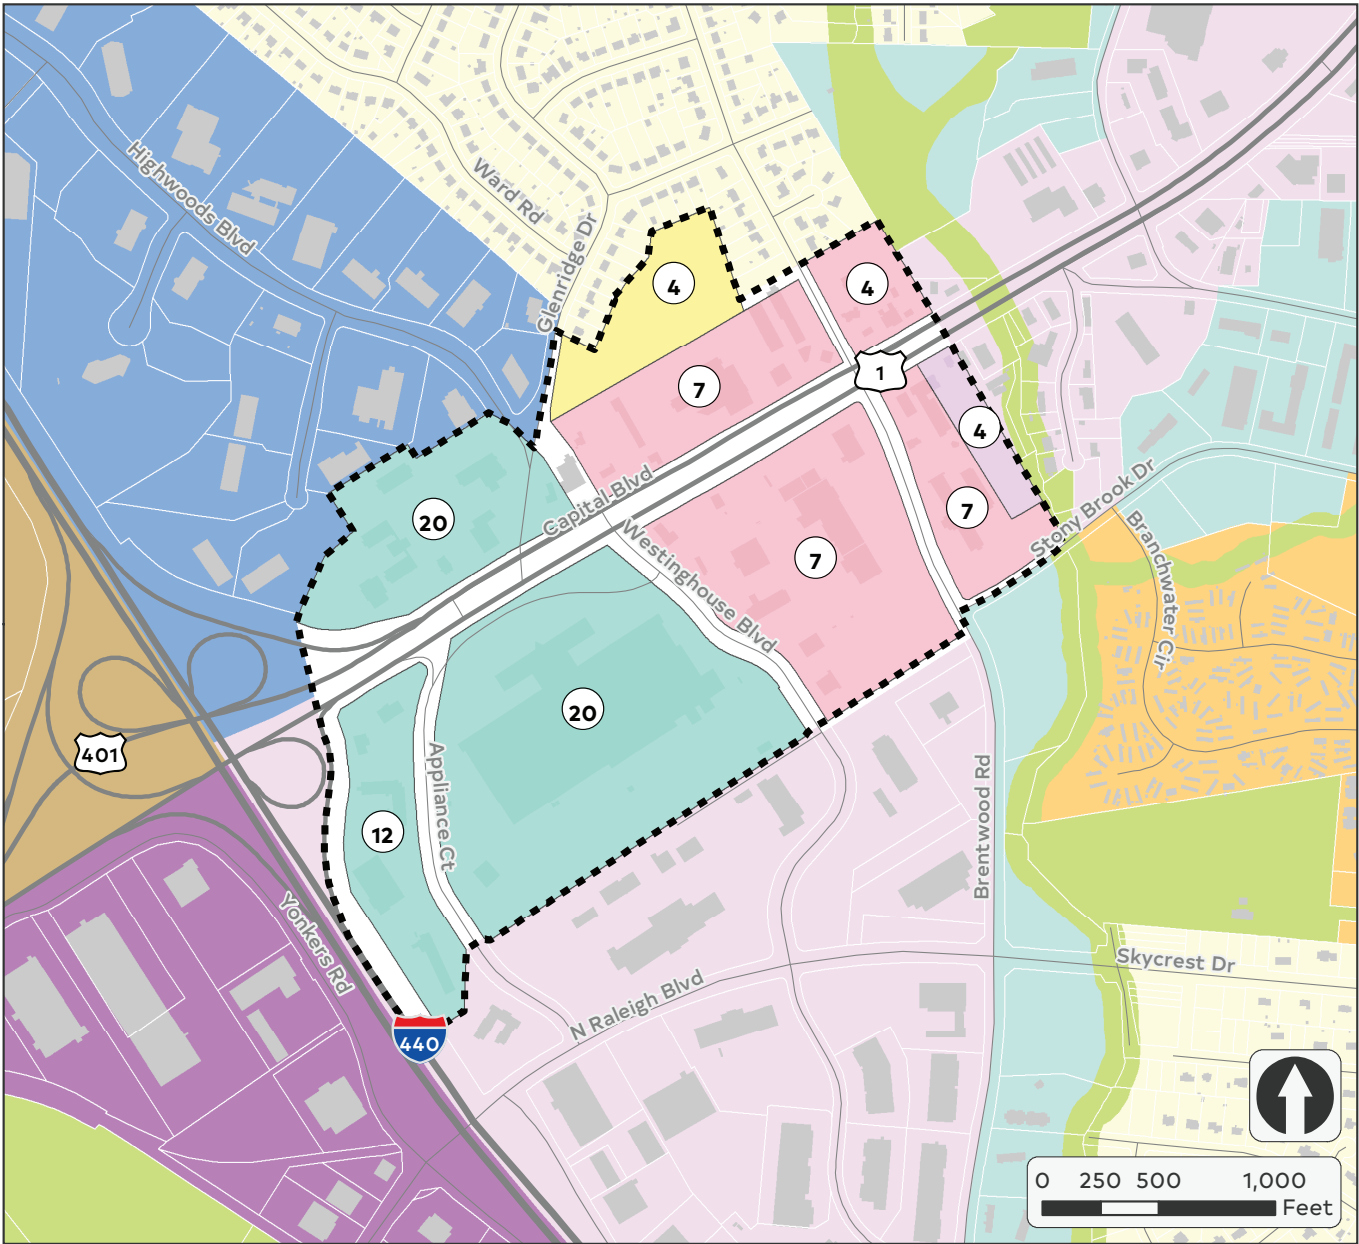 Ward Rd
Highwoods Blvd
Glenridge Dr
4
4
7
1
4
20
Capital Blvd
7
Westinghouse Blvd
7
Stony Brook Dr
Branchwater Cir
20
401
Appliance Ct
12
Brentwood Rd
Yonkers Rd
Skycrest Dr
N Raleigh Blvd
440
0 250 500 1,000
Feet